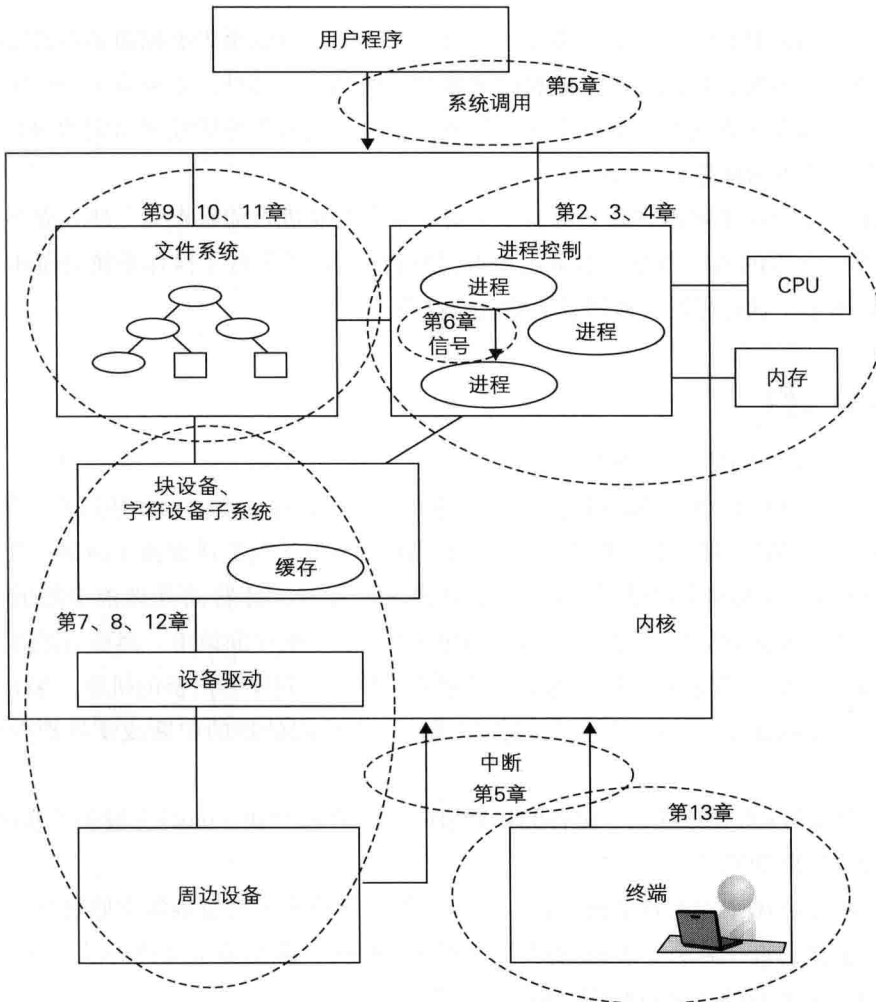 用户程序
第5章
系统调用
第9、10、11章
文件系统
第2、3、4章
进程控制
进程
第6章
信号
进程
进程
CPU
内存
块设备、
字符设备子系统
缓存
第7、8、12章
设备驱动
内核
中断
第5章
周边设备
第13章
终端